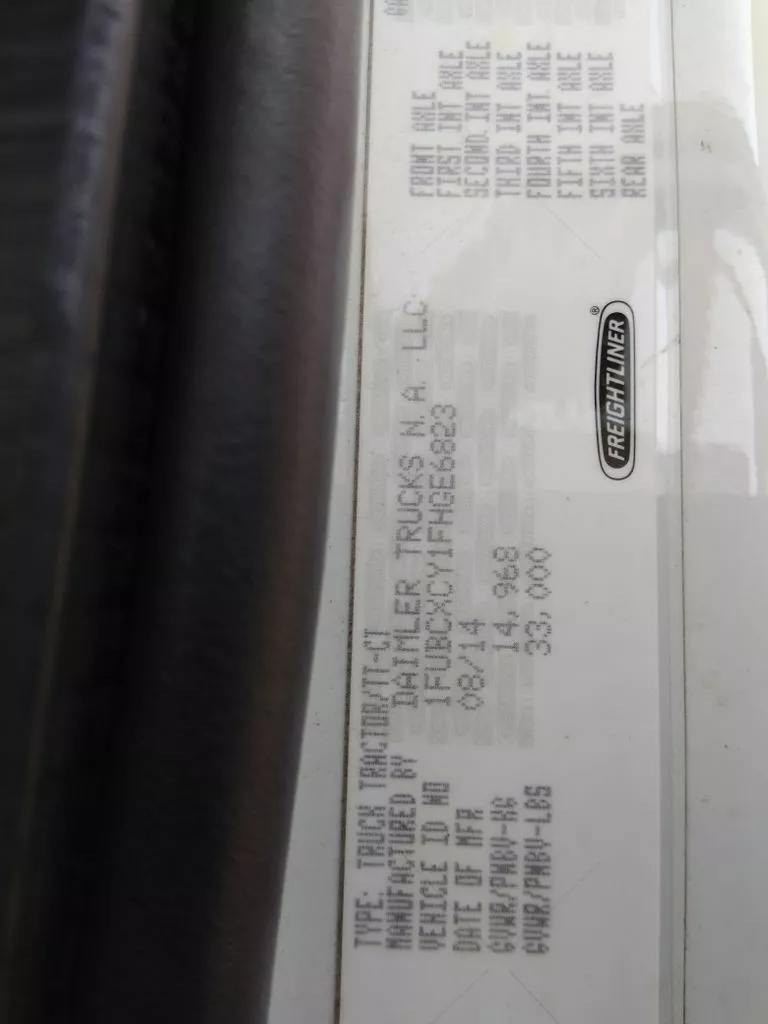 TYPE: TRUCK TRACTOR/TT-CT
MANUFACTURED BY DAIMLER TRUCKS N.A. LLC.
VEHICLE ID NO 1FUBCXCY1FHGE6823
DATE OF MFR 08/14
GVWR/PNBV-KG 14,968
GVWR/PNBV-LBS 33,000
FREIGHTLINER®
FRONT AXLE
FIRST INT AXLE
SECOND INT AXLE
THIRD INT AXLE
FOURTH INT AXLE
FIFTH INT AXLE
SIXTH INT AXLE
REAR AXLE